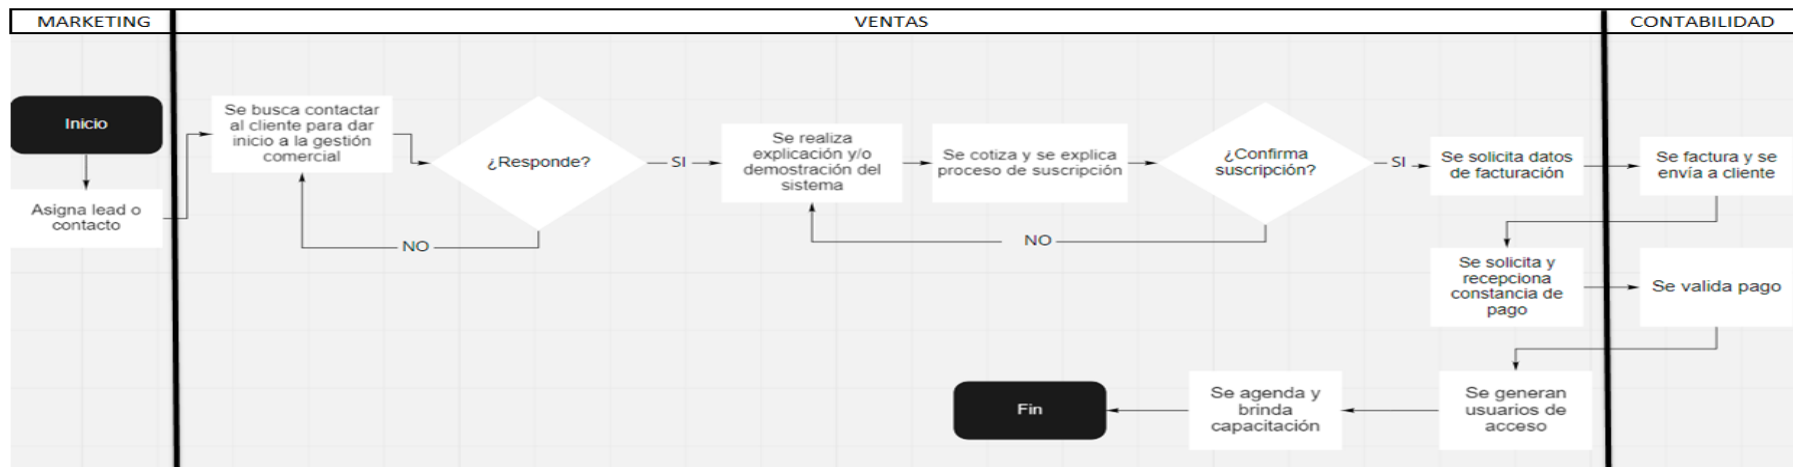 MARKETING
VENTAS
CONTABILIDAD
Inicio
Asigna lead o
contacto
Se busca contactar
al cliente para dar
inicio a la gestión
comercial
¿Responde?
SI
NO
Se realiza
explicación y/o
demostración del
sistema
Se cotiza y se explica
proceso de suscripción
¿Confirma
suscripción?
SI
NO
Se solicita datos
de facturación
Se factura y se
envía a cliente
Se solicita y
recepciona
constancia de
pago
Se valida pago
Se generan
usuarios de
acceso
Se agenda y
brinda
capacitación
Fin